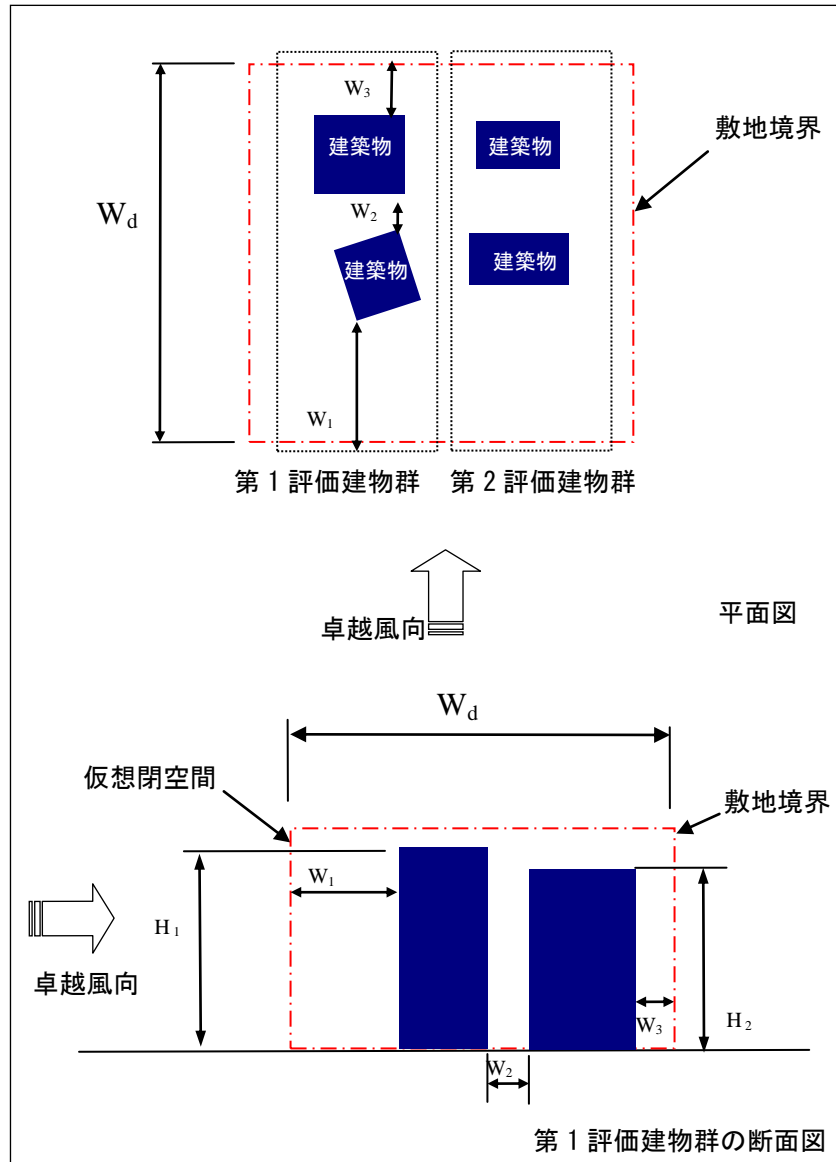 W3
建築物
建築物
敷地境界
Wd
W2
建築物
建築物
W1
第1評価建物群
第2評価建物群
卓越風向
平面図
Wd
仮想閉空間
敷地境界
W1
H1
卓越風向
W3
H2
W2
第1評価建物群の断面図